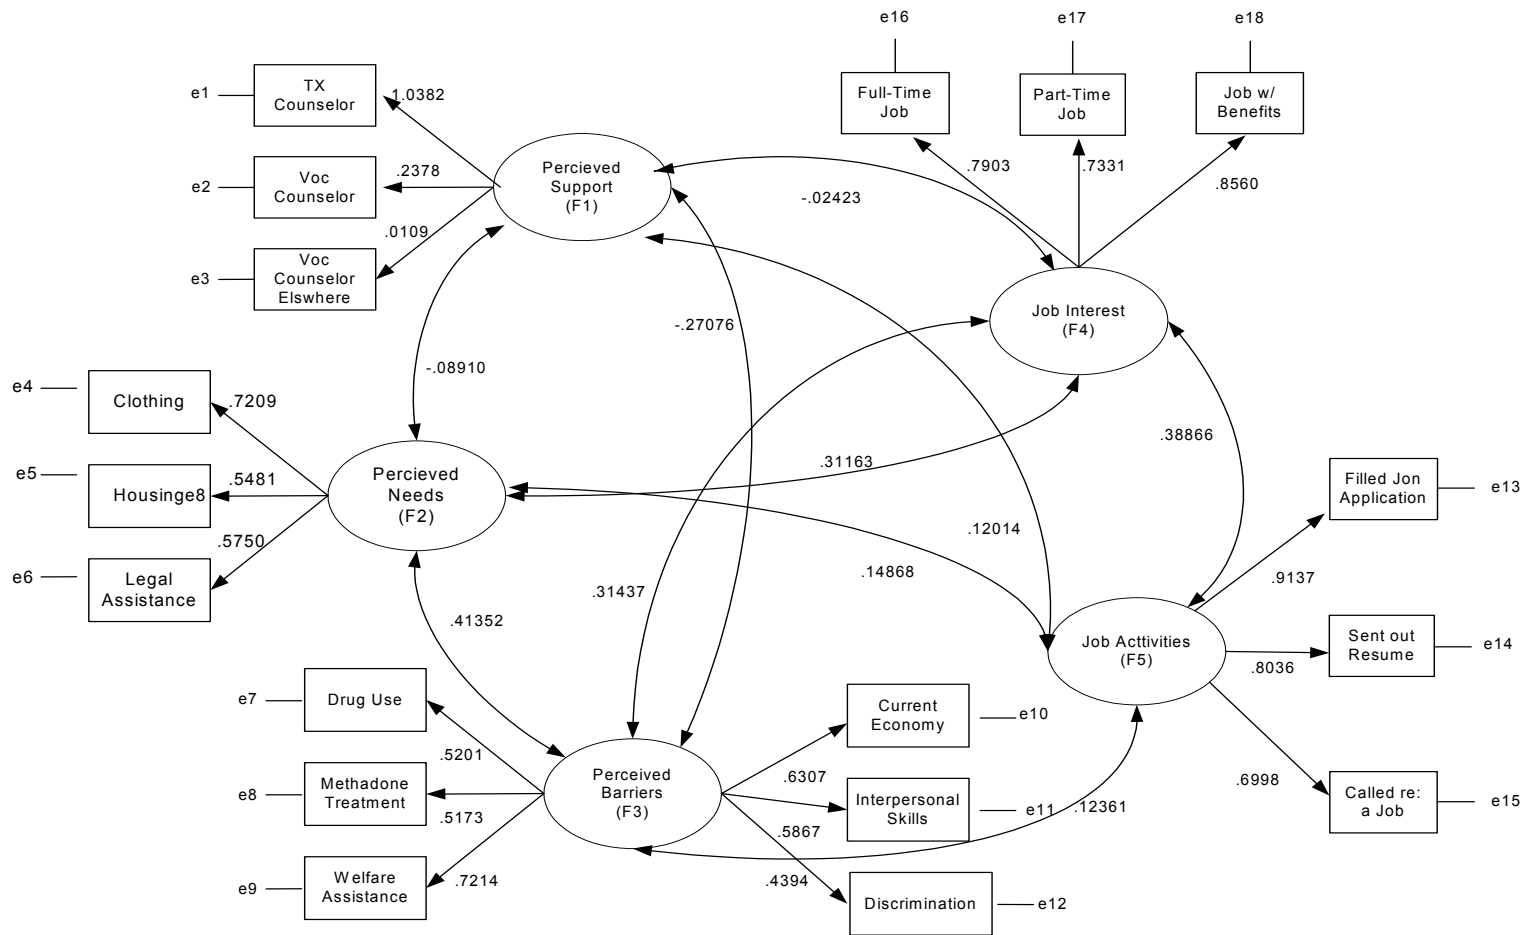 e16
e17
e18
e1
TX
Counselor
1.0382
Full-Time
Job
Part-Time
Job
Job w/
Benefits
e2
Voc
Counselor
.2378
Percieved
Support
(F1)
.7903
.7331
.8560
-.02423
.0109
e3
Voc
Counselor
Elswhere
Job Interest
(F4)
-.27076
-.08910
e4
Clothing
.7209
.38866
e5
Housinge8
.5481
Percieved
Needs
(F2)
.31163
Filled Jon
Application
e13
.5750
.12014
.14868
.9137
e6
Legal
Assistance
.31437
.41352
Job Acttivities
(F5)
Sent out
Resume
e14
.8036
e7
Drug Use
Current
Economy
e10
.5201
Perceived
Barriers
(F3)
.6307
.6998
e8
Methadone
Treatment
Interpersonal
Skills
e11
.12361
Called re:
a Job
e15
.5173
.5867
e9
Welfare
Assistance
.7214
.4394
Discrimination
e12